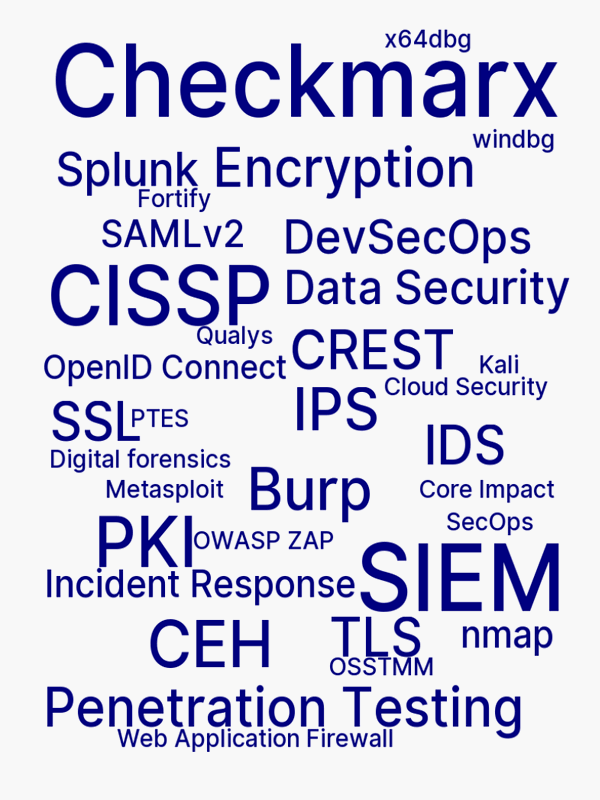 x64dbg
Checkmarx
windbg
Splunk Encryption
Fortify
SAMLv2 DevSecOps
CISSP Data Security
Qualys CREST
OpenID Connect Kali
Cloud Security
IPS
SSL PTES
IDS
Digital forensics
Metasploit Burp Core Impact
SecOps
PKI OWASP ZAP
Incident Response SIEM
CEH TLS nmap
OSSTMM
Penetration Testing
Web Application Firewall